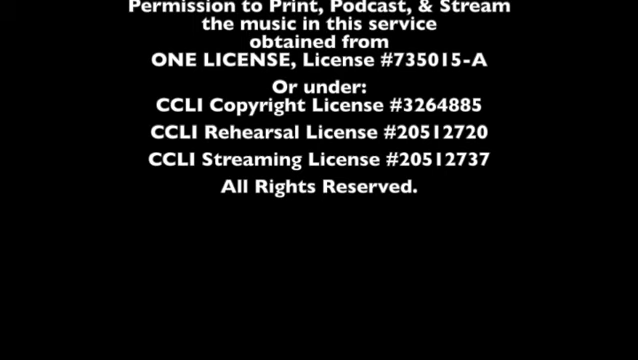 Permission to Print, Podcast, & Stream
the music in this service
obtained from
ONE LICENSE, License #735015-A
Or under:
CCLI Copyright License #3264885
CCLI Rehearsal License #20512720
CCLI Streaming License #20512737
All Rights Reserved.